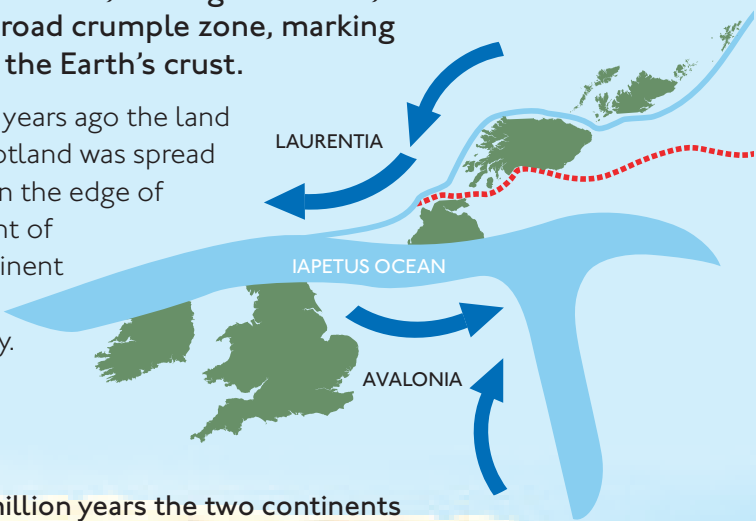 road crumple zone, marking
the Earth's crust.
years ago the land
otland was spread
n the edge of
nt of
inent
y.
LAURENTIA
IAPETUS OCEAN
AVALONIA
million years the two continents